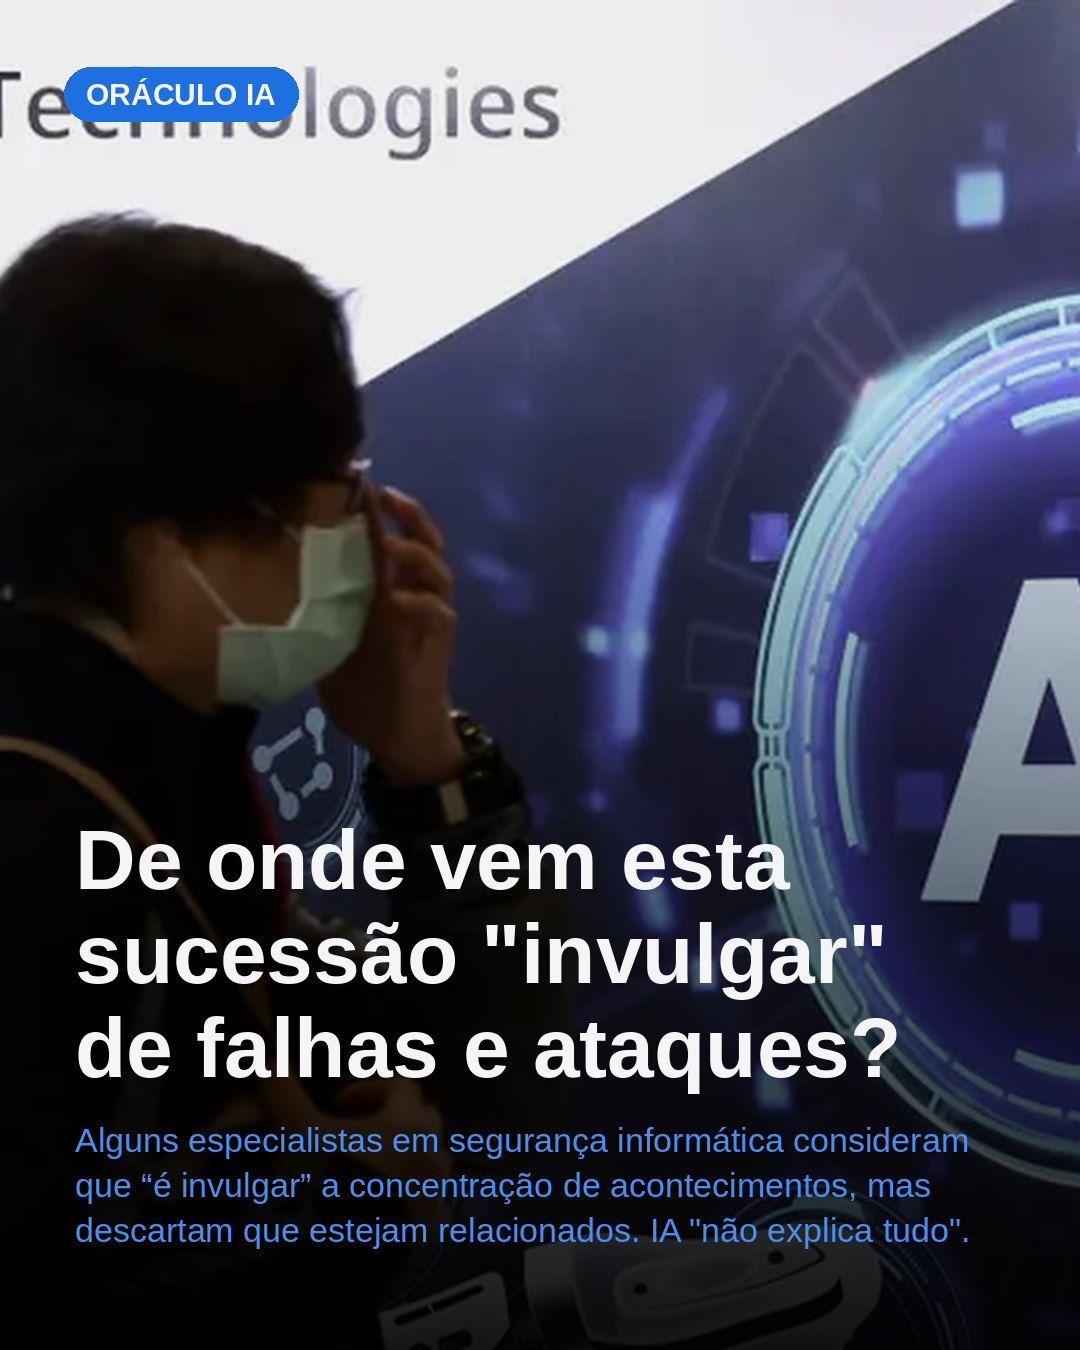 Technologies
ORÁCULO IA
A
De onde vem esta
sucessão "invulgar"
de falhas e ataques?
Alguns especialistas em segurança informática consideram
que “é invulgar” a concentração de acontecimentos, mas
descartam que estejam relacionados. IA "não explica tudo".